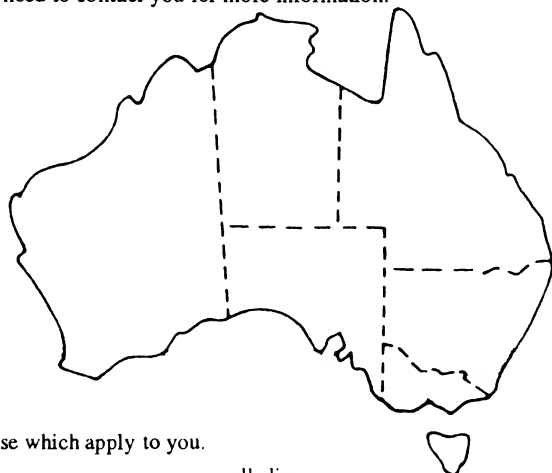 need to contact you for more information.
se which apply to you.